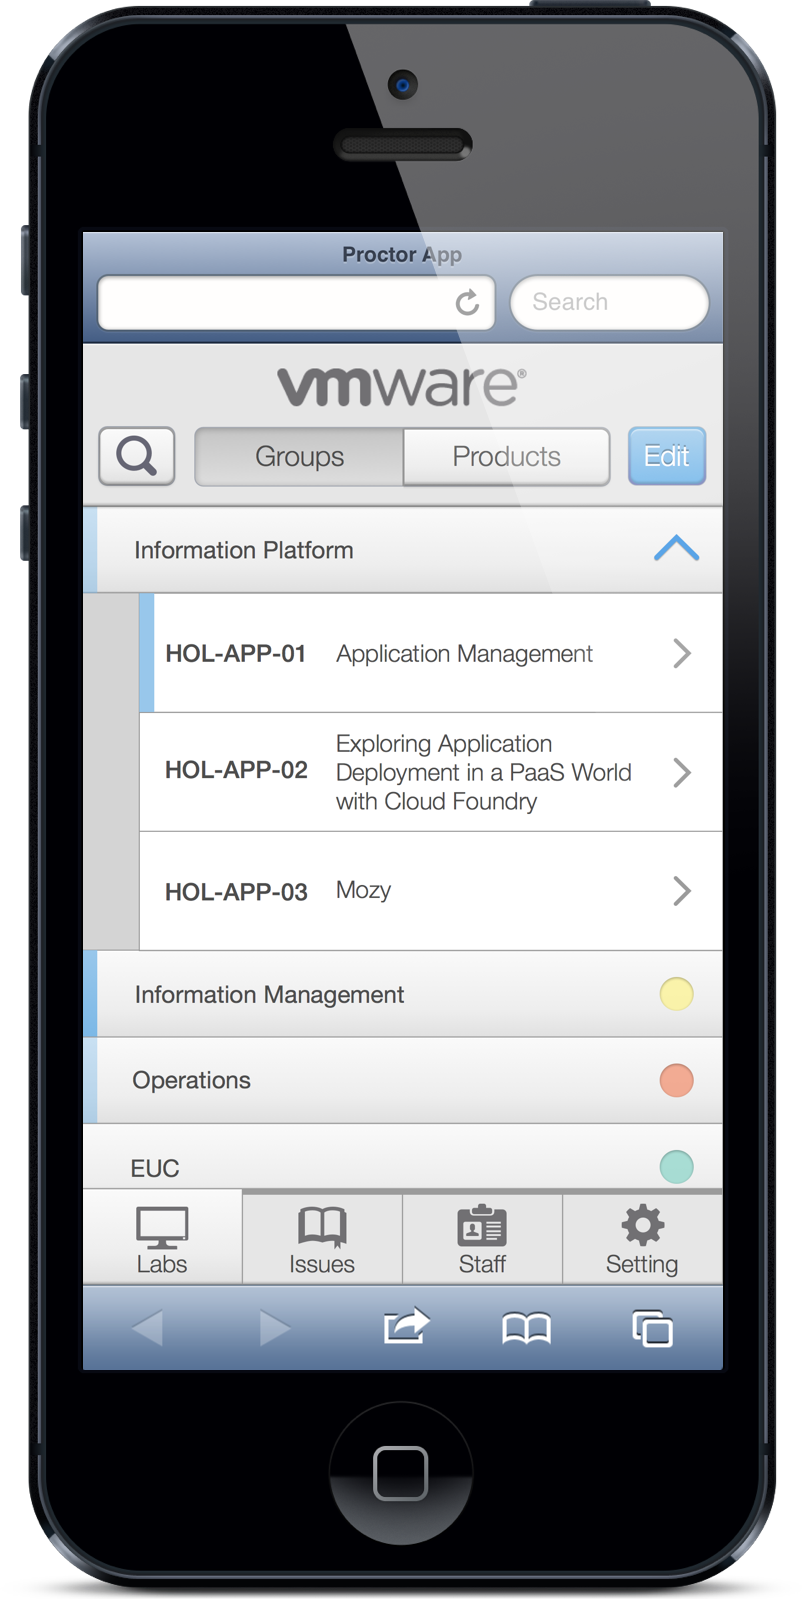 Proctor App
Search
vmware®
Groups
Products
Edit
Information Platform
HOL-APP-01
Application Management
HOL-APP-02
Exploring Application
Deployment in a PaaS World
with Cloud Foundry
HOL-APP-03
Mozy
Information Management
Operations
EUC
Labs
Issues
Staff
Setting